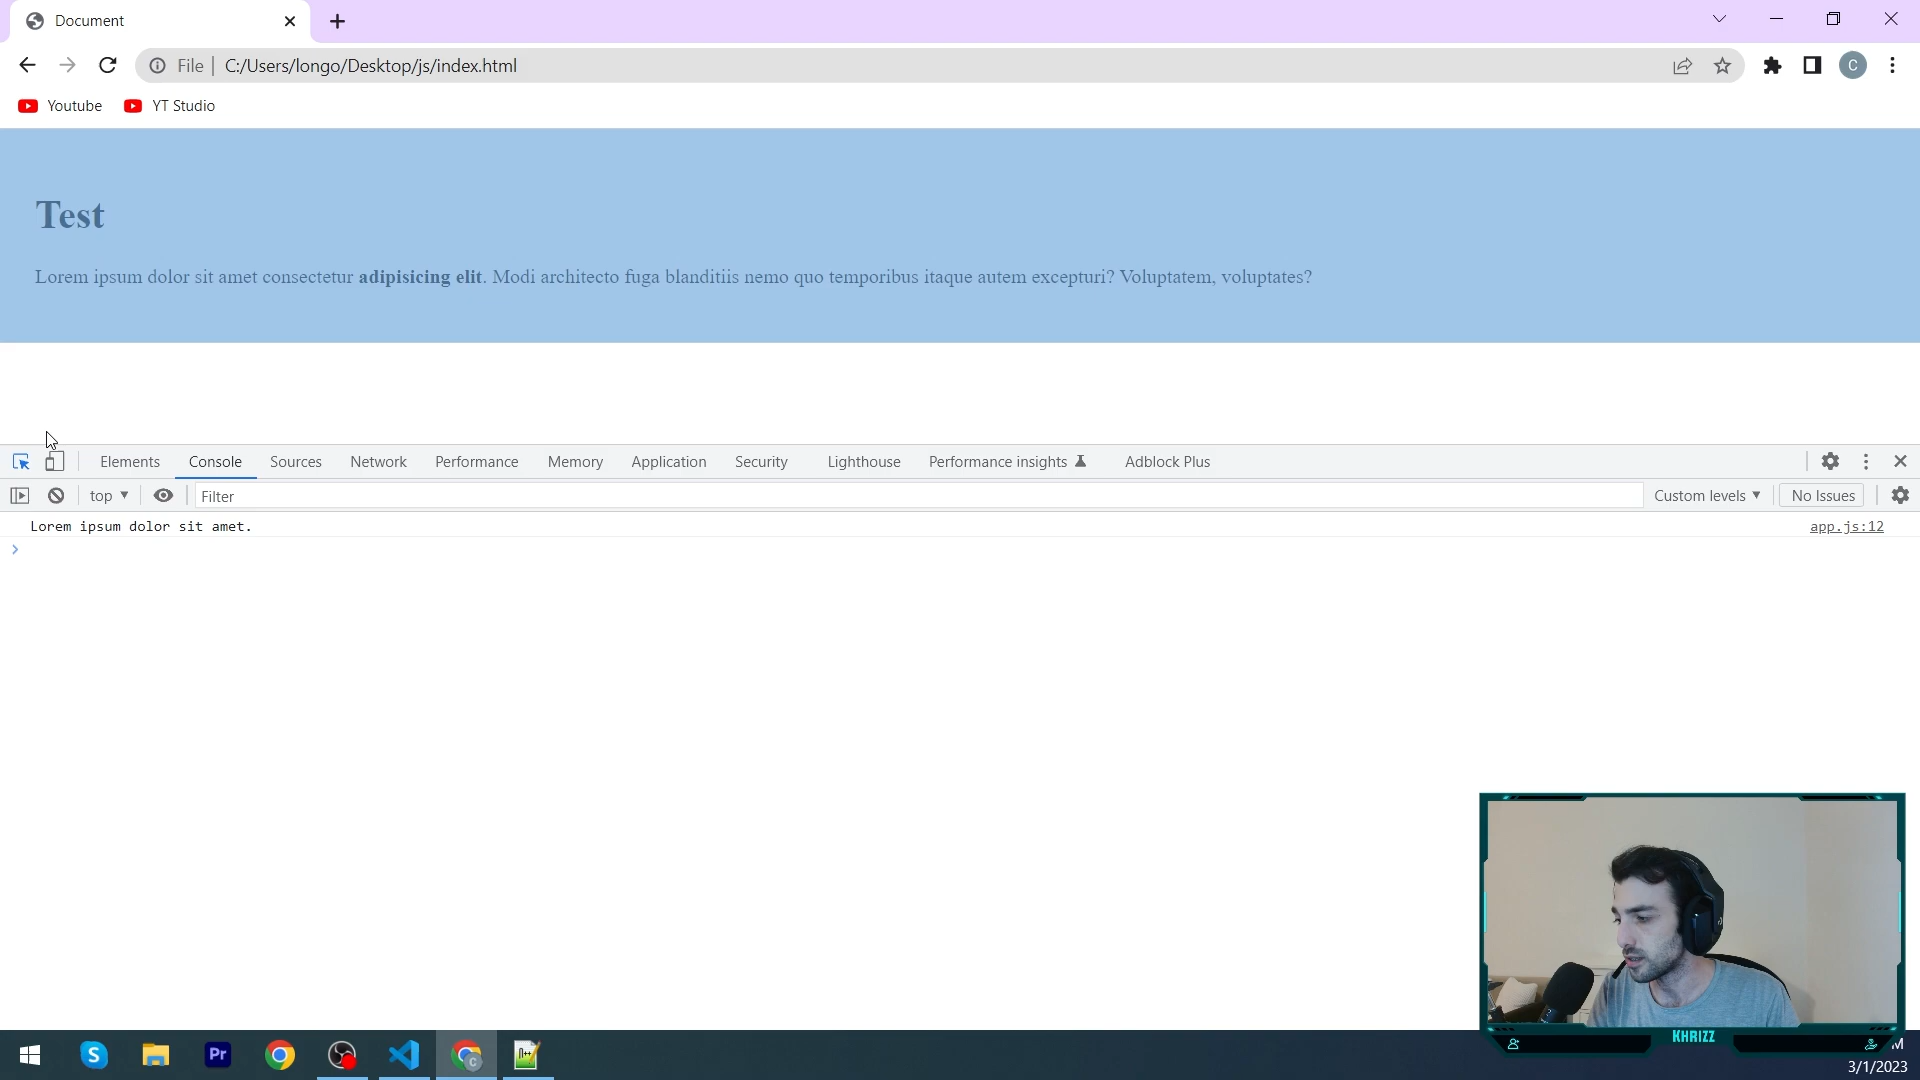 Document
File | C:/Users/longo/Desktop/js/index.html
C
Youtube
YT Studio
Test
Lorem ipsum dolor sit amet consectetur adipisicing elit. Modi architecto fuga blanditiis nemo quo temporibus itaque autem excepturi? Voluptatem, voluptates?
Elements Console Sources Network Performance Memory Application Security Lighthouse Performance insights Adblock Plus
top Filter Custom levels No Issues
Lorem ipsum dolor sit amet. app.js:12
KHRIZZ
M
3/1/2023